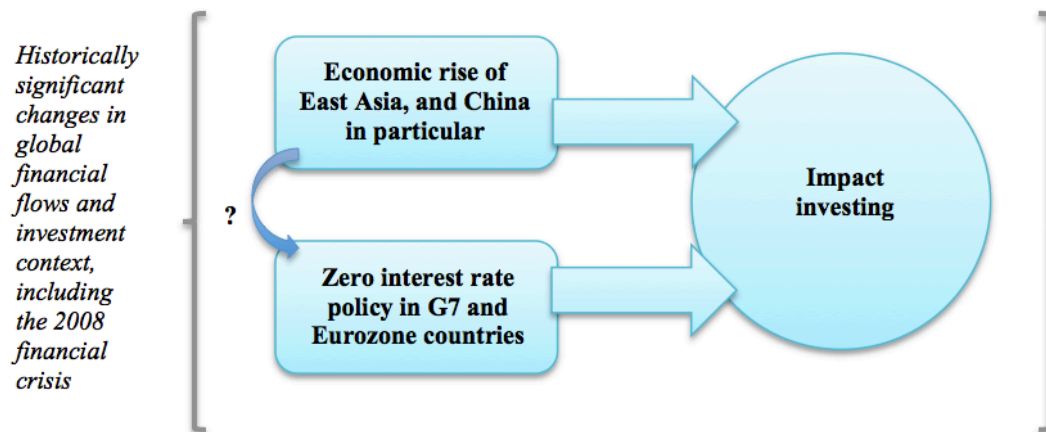 Historically
significant
changes in
global
financial
flows and
investment
context,
including
the 2008
financial
crisis
Economic rise of
East Asia, and China
in particular
?
Zero interest rate
policy in G7 and
Eurozone countries
Impact
investing